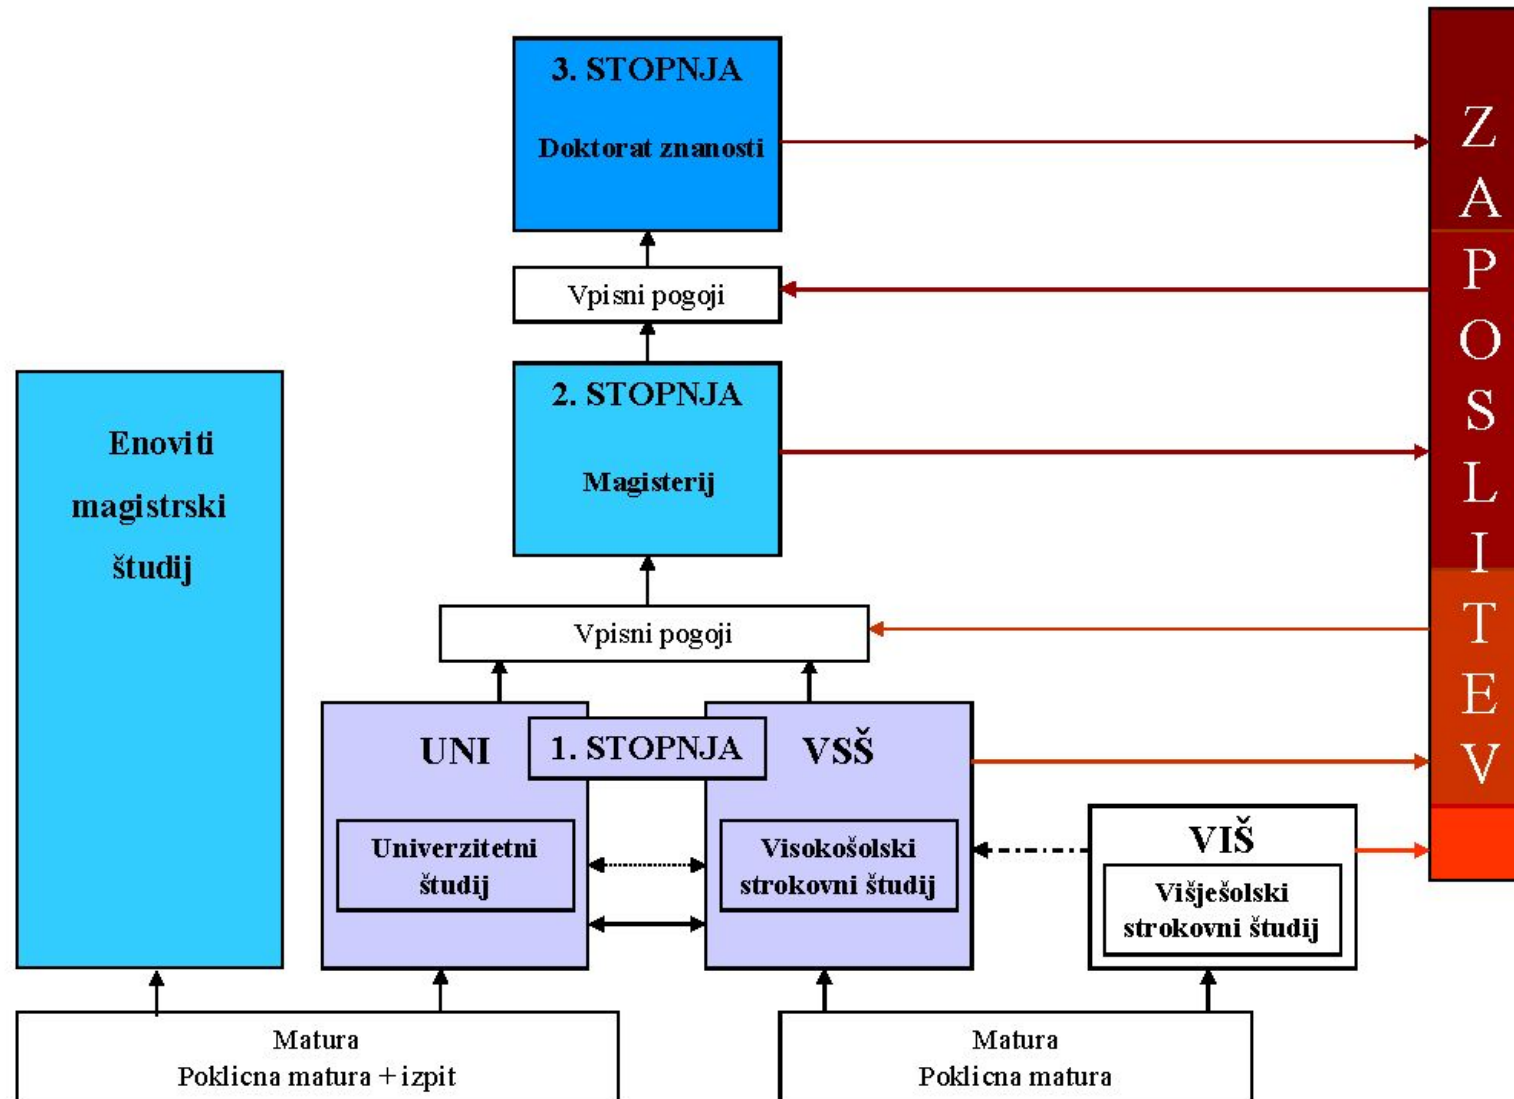 3. STOPNJA
Doktorat znanosti
Vpisni pogoji
2. STOPNJA
Magisterij
Enoviti
magistrski
študij
Vpisni pogoji
UNI
1. STOPNJA
VSŠ
Univerzitetni
študij
Visokošolski
strokovni študij
VIŠ
Višješolski
strokovni študij
Matura
Poklicna matura + izpit
Matura
Poklicna matura
Z
A
P
O
S
L
I
T
E
V